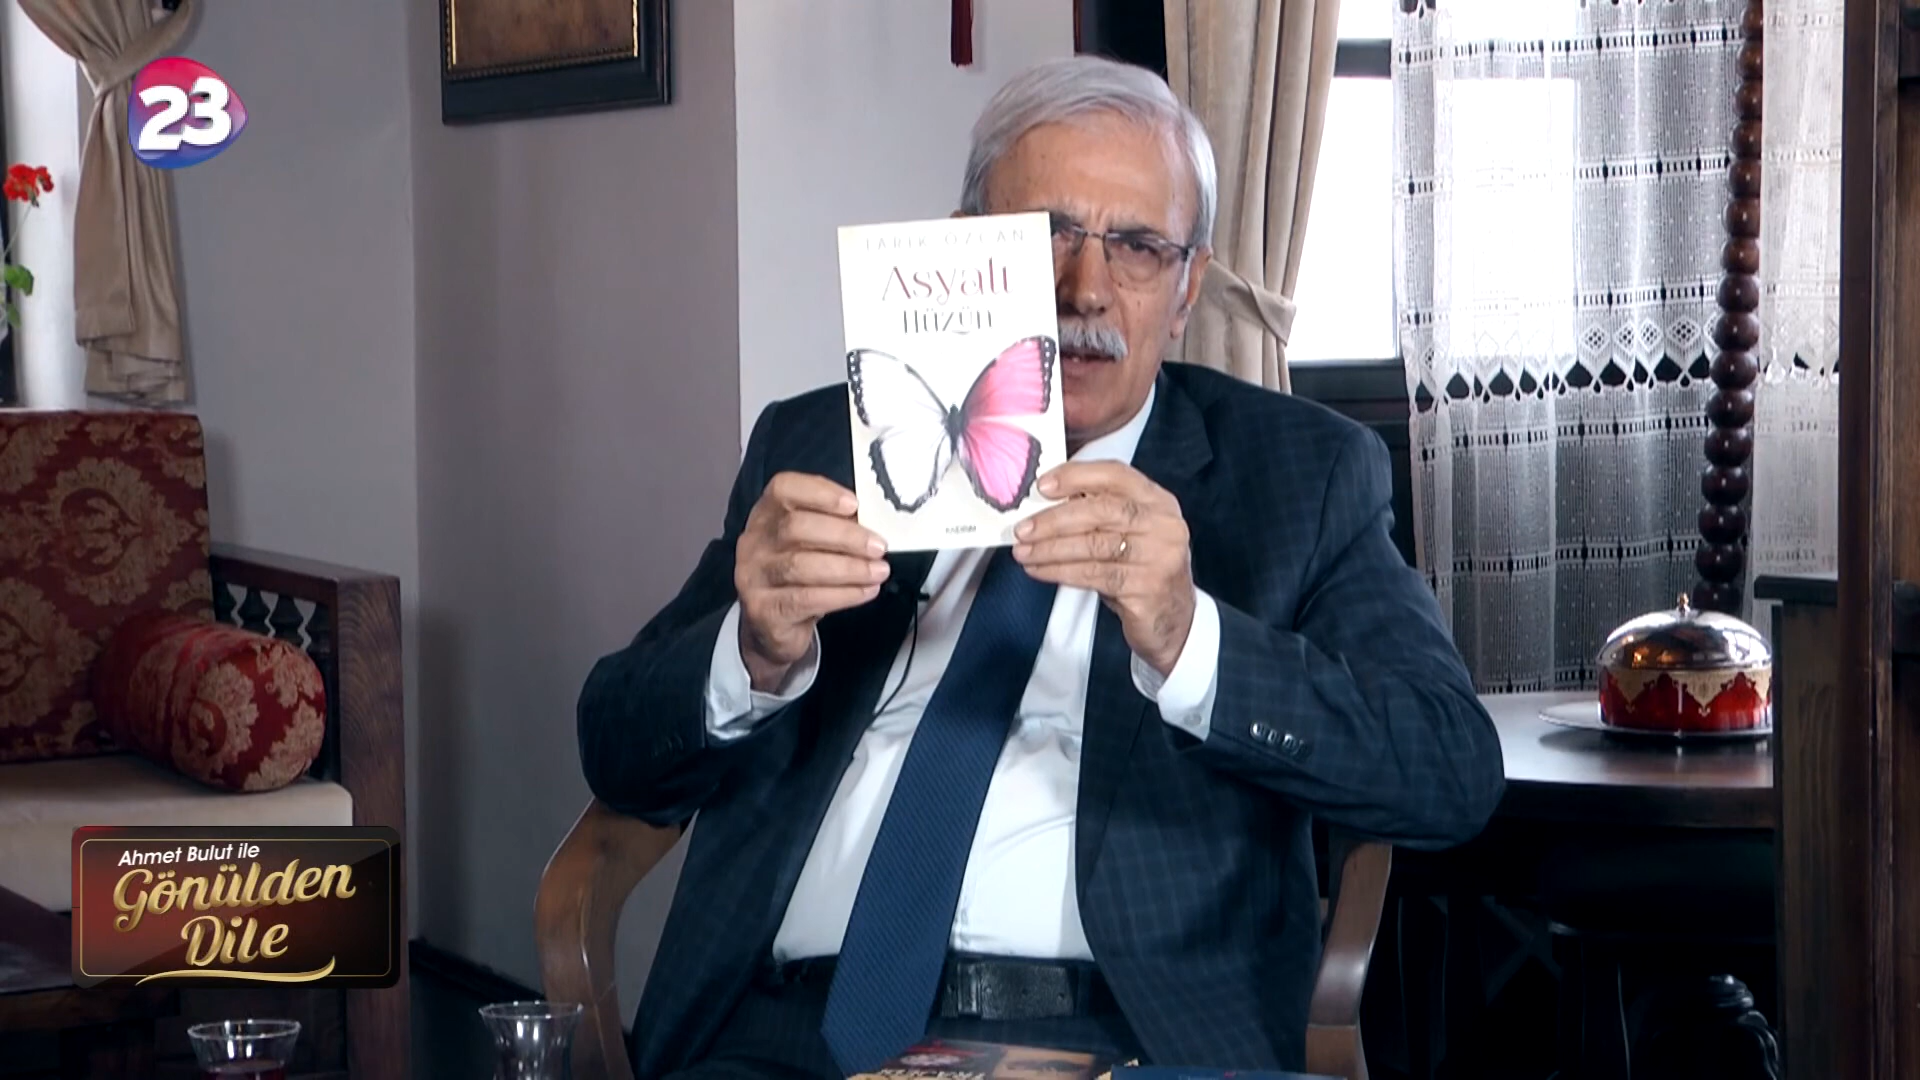 23
TARIK ÖZCAN
Asyalı
Hüzün
Ahmet Bulut ile
Gönülden
Dile